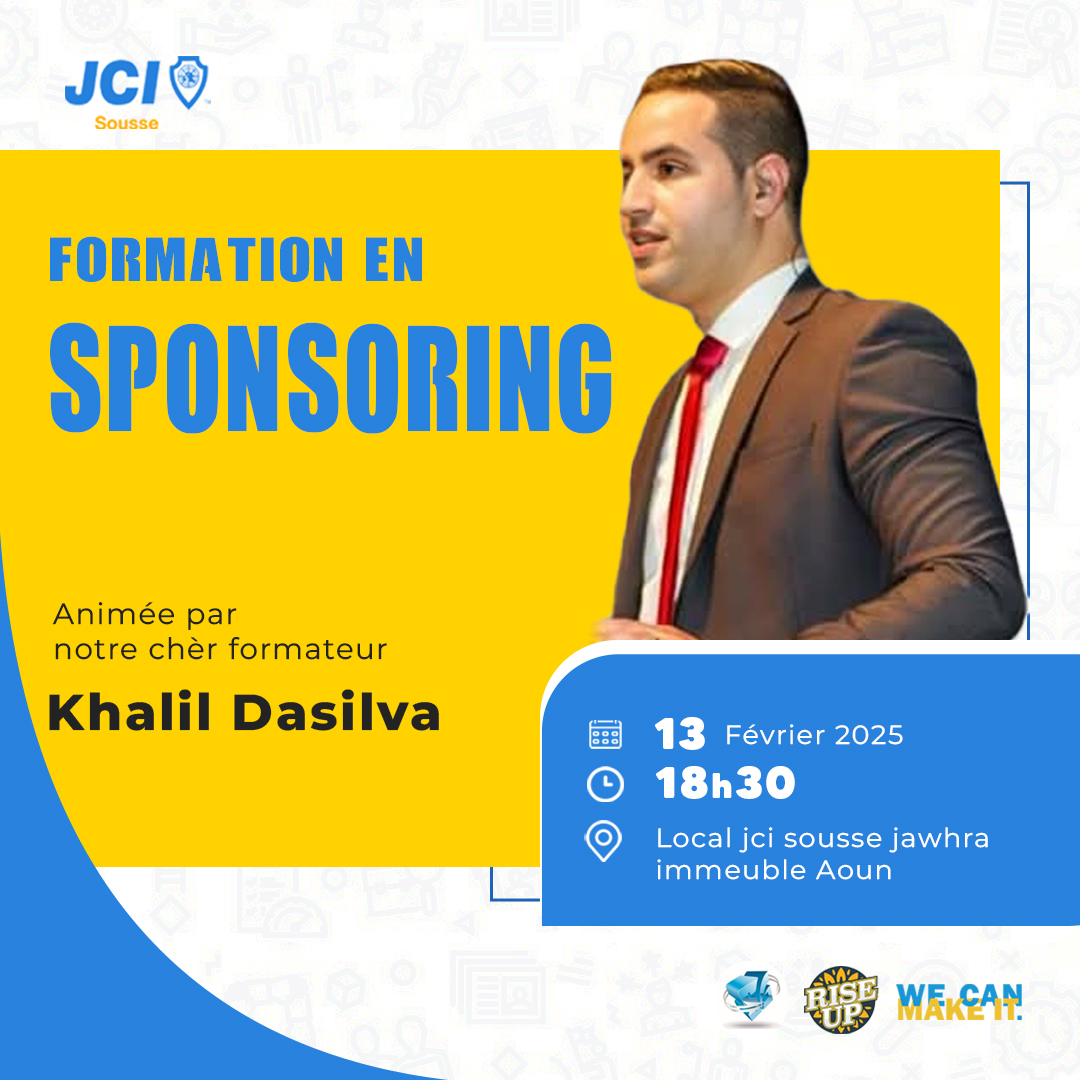 JCI
Sousse
FORMATION EN
SPONSORING
Animée par
notre chèr formateur
Khalil Dasilva
13 Février 2025
18h30
Local jci sousse jawhra
immeuble Aoun
RISE
UP
WE CAN
MAKE IT.